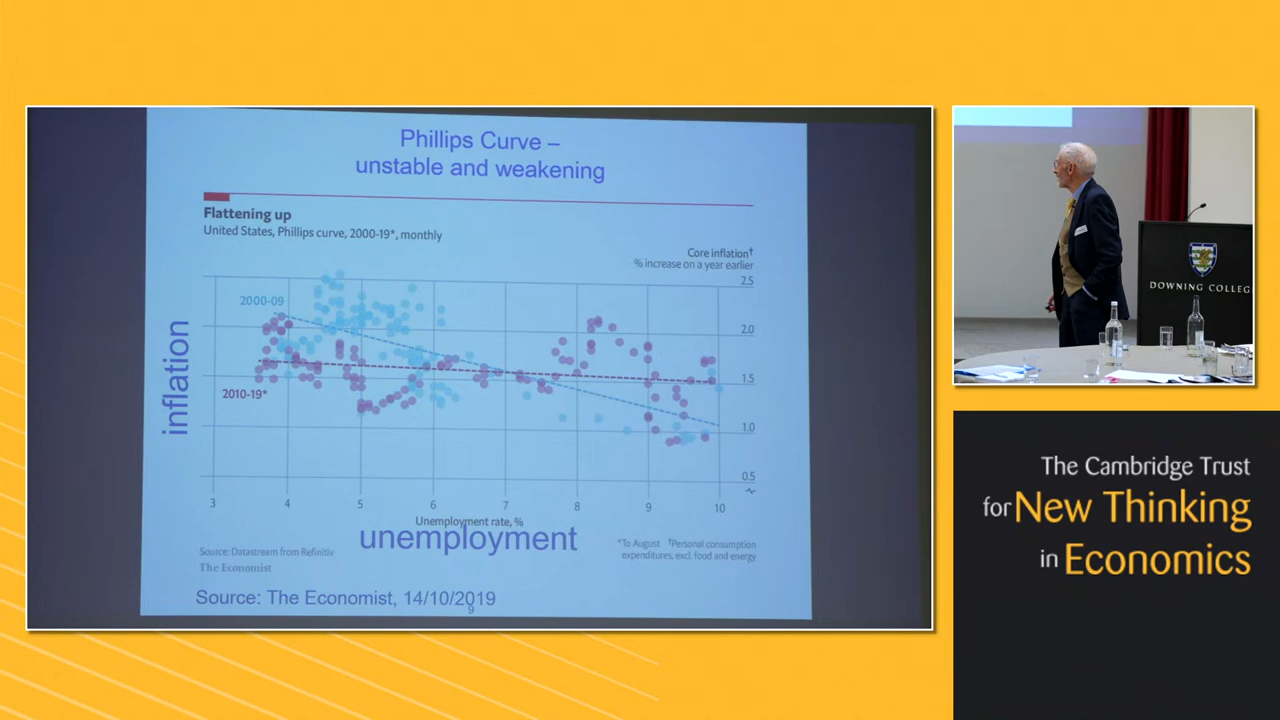 Phillips Curve –
unstable and weakening
Flattening up
United States, Phillips curve, 2000-19*, monthly
Core inflation†
% increase on a year earlier
2.5
2000-09
2.0
1.5
2010-19*
1.0
0.5
inflation
3 4 5 6 7 8 9 10
Unemployment rate, %
unemployment
*To August †Personal consumption
expenditures, excl. food and energy
Source: Datastream from Refinitiv
The Economist
Source: The Economist, 14/10/2019
9
DOWNING COLLEG
The Cambridge Trust
for New Thinking
in Economics